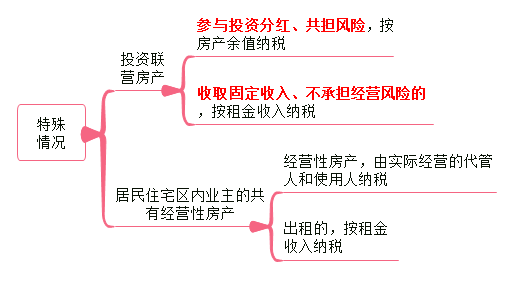 特殊
情况
投资联
营房产
参与投资分红、共担风险，按
房产余值纳税
收取固定收入、不承担经营风险的
，按租金收入纳税
居民住宅区内业主的共
有经营性房产
经营性房产，由实际经营的代管
人和使用人纳税
出租的，按租金
收入纳税